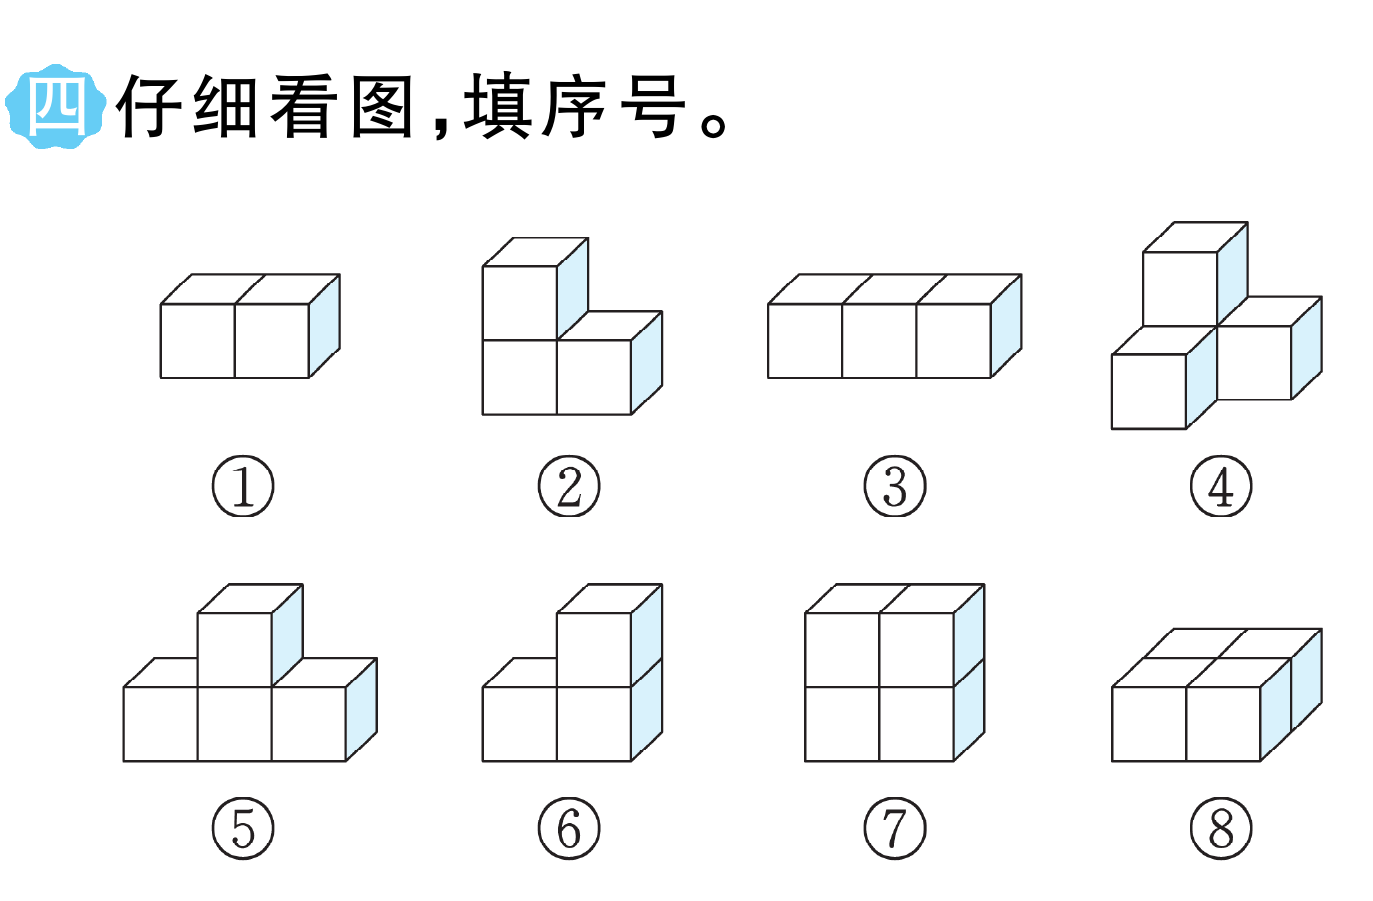 四 仔细看图,填序号。
① ② ③ ④
⑤ ⑥ ⑦ ⑧